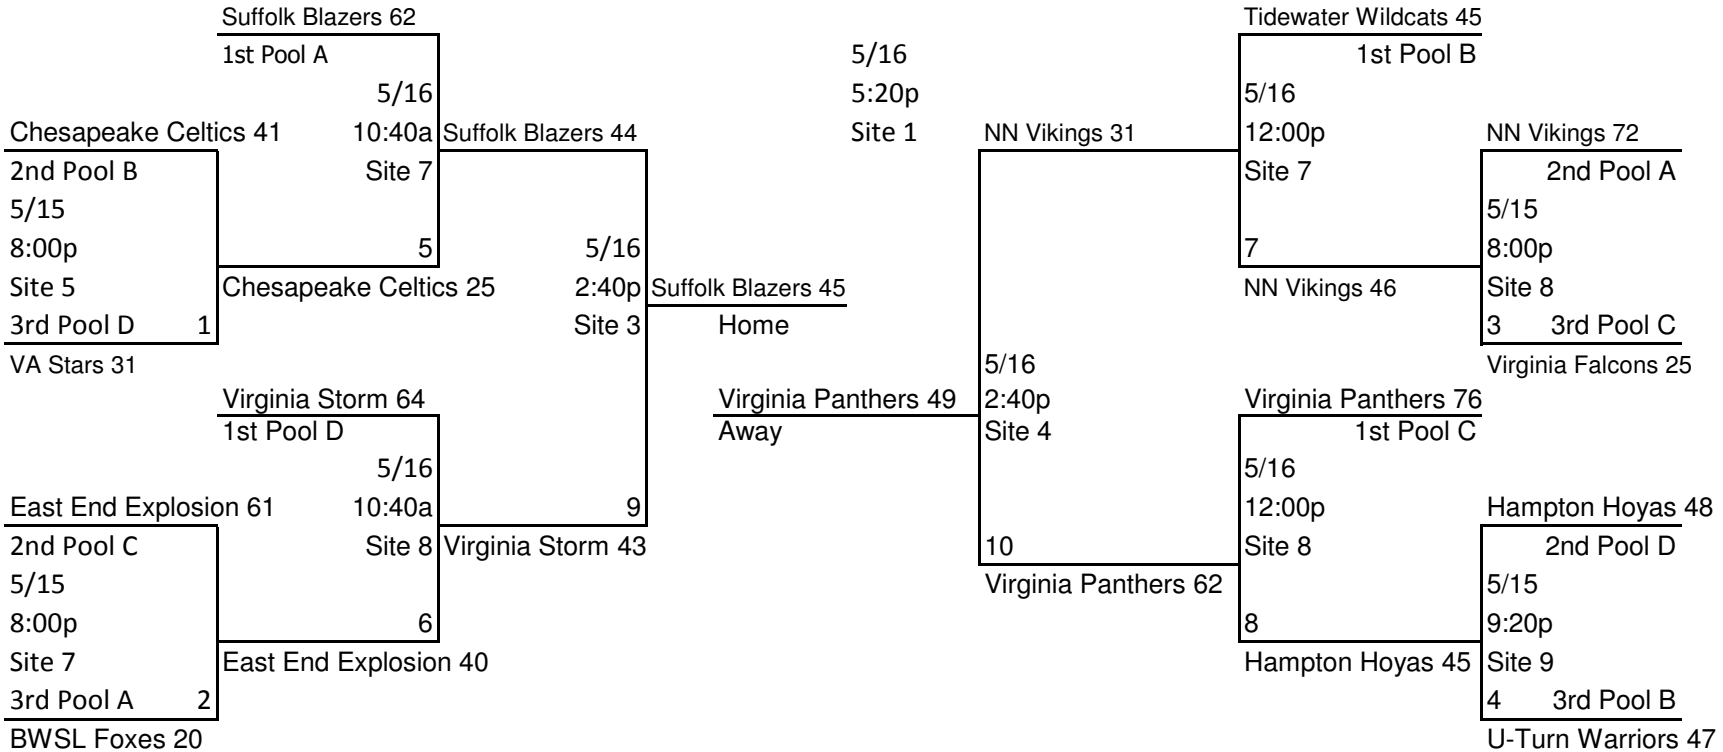 Suffolk Blazers 62
1st Pool A
5/16
10:40a
Site 7
5
Chesapeake Celtics 41
2nd Pool B
5/15
8:00p
Site 5
3rd Pool D 1
VA Stars 31
Chesapeake Celtics 25
Suffolk Blazers 44
5/16
2:40p
Site 3
9
Virginia Storm 43
Virginia Storm 64
1st Pool D
5/16
10:40a
Site 8
6
East End Explosion 61
2nd Pool C
5/15
8:00p
Site 7
3rd Pool A 2
BWSL Foxes 20
East End Explosion 40
Suffolk Blazers 45
Home
5/16
5:20p
Site 1
Virginia Panthers 49
Away
NN Vikings 31
5/16
2:40p
Site 4
10
Virginia Panthers 62
Tidewater Wildcats 45
1st Pool B
5/16
12:00p
Site 7
7
NN Vikings 46
NN Vikings 72
2nd Pool A
5/15
8:00p
Site 8
3 3rd Pool C
Virginia Falcons 25
Virginia Panthers 76
1st Pool C
5/16
12:00p
Site 8
8
Hampton Hoyas 45
Hampton Hoyas 48
2nd Pool D
5/15
9:20p
Site 9
4 3rd Pool B
U-Turn Warriors 47